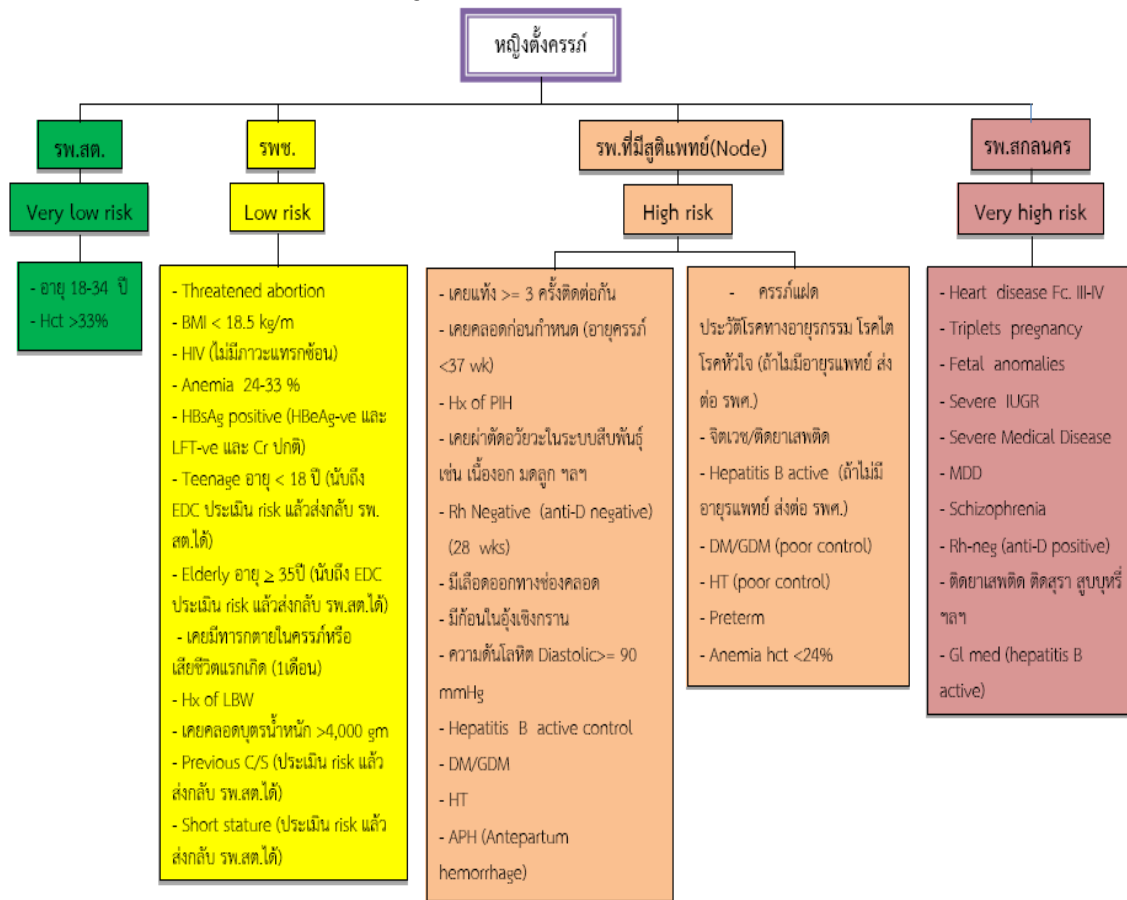 หญิงตั้งครรภ์
รพ.สต.
Very low risk
- อายุ 18-34 ปี
- Hct >33%
รพช.
Low risk
- Threatened abortion
- BMI < 18.5 kg/m
- HIV (ไม่มีภาวะแทรกซ้อน)
- Anemia 24-33 %
- HBsAg positive (HBeAg-ve และ
LFT-ve และ Cr ปกติ)
- Teenage อายุ < 18 ปี (นับถึง
EDC ประเมิน risk แล้วส่งกลับ รพ.
สต.ได้)
- Elderly อายุ ≥ 35ปี (นับถึง EDC
ประเมิน risk แล้วส่งกลับ รพ.สต.ได้)
- เคยมีทารกตายในครรภ์หรือ
เสียชีวิตแรกเกิด (1เดือน)
- Hx of LBW
- เคยคลอดบุตรน้ำหนัก >4,000 gm
- Previous C/S (ประเมิน risk แล้ว
ส่งกลับ รพ.สต.ได้)
- Short stature (ประเมิน risk แล้ว
ส่งกลับ รพ.สต.ได้)
รพ.ที่มีสูติแพทย์(Node)
High risk
- เคยแท้ง >= 3 ครั้งติดต่อกัน
- เคยคลอดก่อนกำหนด (อายุครรภ์
<37 wk)
- Hx of PIH
- เคยผ่าตัดอวัยวะในระบบสืบพันธุ์
เช่น เนื้องอก มดลูก ฯลฯ
- Rh Negative (anti-D negative)
(28 wks)
- มีเลือดออกทางช่องคลอด
- มีก้อนในอุ้งเชิงกราน
- ความดันโลหิต Diastolic>= 90
mmHg
- Hepatitis B active control
- DM/GDM
- HT
- APH (Antepartum
hemorrhage)
- ครรภ์แฝด
ประวัติโรคทางอายุรกรรม โรคไต
โรคหัวใจ (ถ้าไมมีอายุรแพทย์ ส่ง
ต่อ รพศ.)
- จิตเวช/ติดยาเสพติด
- Hepatitis B active (ถ้าไม่มี
อายุรแพทย์ ส่งต่อ รพศ.)
- DM/GDM (poor control)
- HT (poor control)
- Preterm
- Anemia hct <24%
รพ.สกลนคร
Very high risk
- Heart disease Fc. III-IV
- Triplets pregnancy
- Fetal anomalies
- Severe IUGR
- Severe Medical Disease
- MDD
- Schizophrenia
- Rh-neg (anti-D positive)
- ติดยาเสพติด ติดสุรา สูบบุหรี่
ฯลฯ
- Gl med (hepatitis B
active)